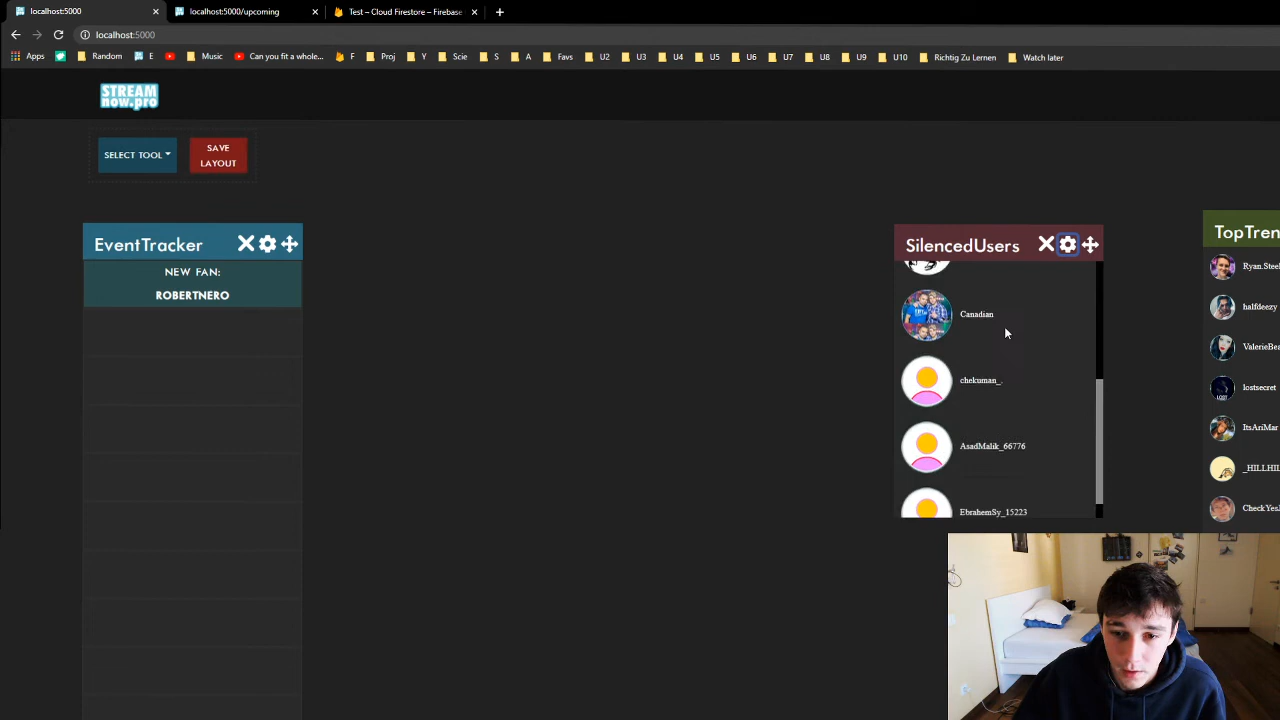 localhost:5000
localhost:5000/upcoming
Test – Cloud Firestore – Firebase
localhost:5000
Apps Random E Music Can you fit a whole... F Proj Y Scie S A Favs U2 U3 U4 U5 U6 U7 U8 U9 U10 Richtig Zu Lernen Watch later
STREAM
now.pro
SELECT TOOL
SAVE
LAYOUT
EventTracker
NEW FAN:
ROBERTNERO
SilencedUsers
Canadian
chekuman_.
AsadMalik_66776
EbrahemSy_15223
TopTren
Ryan.Steel
halfdeezy
ValerieBea
lostsecret
ItsAriMar
_HILLHIL
CheckYesJ